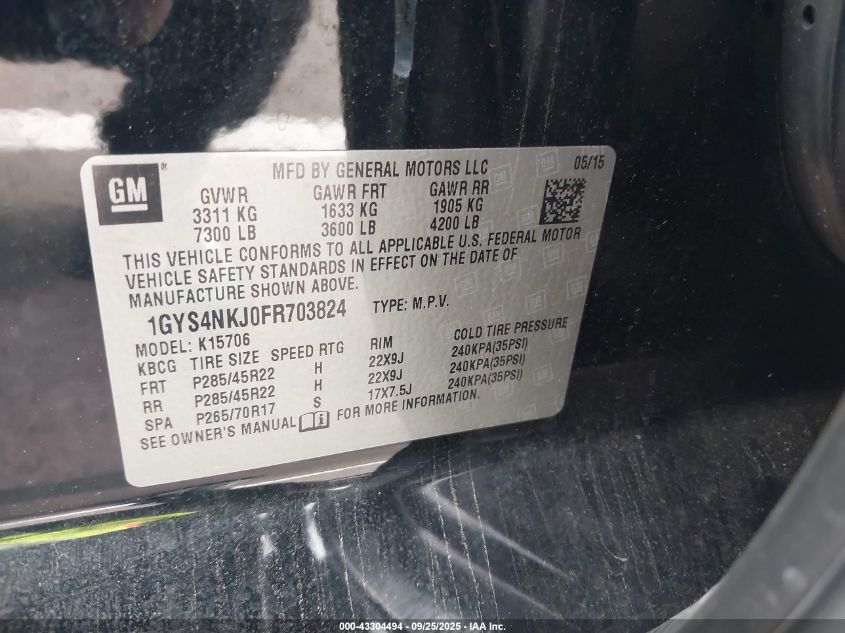 GM ® MFD BY GENERAL MOTORS LLC 05/15
GVWR GAWR FRT GAWR RR
3311 KG 1633 KG 1905 KG
7300 LB 3600 LB 4200 LB
THIS VEHICLE CONFORMS TO ALL APPLICABLE U.S. FEDERAL MOTOR
VEHICLE SAFETY STANDARDS IN EFFECT ON THE DATE OF
MANUFACTURE SHOWN ABOVE.
1GYS4NKJ0FR703824 TYPE: M.P.V.
MODEL: K15706
KBCG TIRE SIZE SPEED RTG RIM COLD TIRE PRESSURE
FRT P285/45R22 H 22X9J 240KPA(35PSI)
RR P285/45R22 H 22X9J 240KPA(35PSI)
SPA P265/70R17 S 17X7.5J 240KPA(35PSI)
SEE OWNER'S MANUAL FOR MORE INFORMATION.
000-43304494 - 09/25/2025 - IAA Inc.